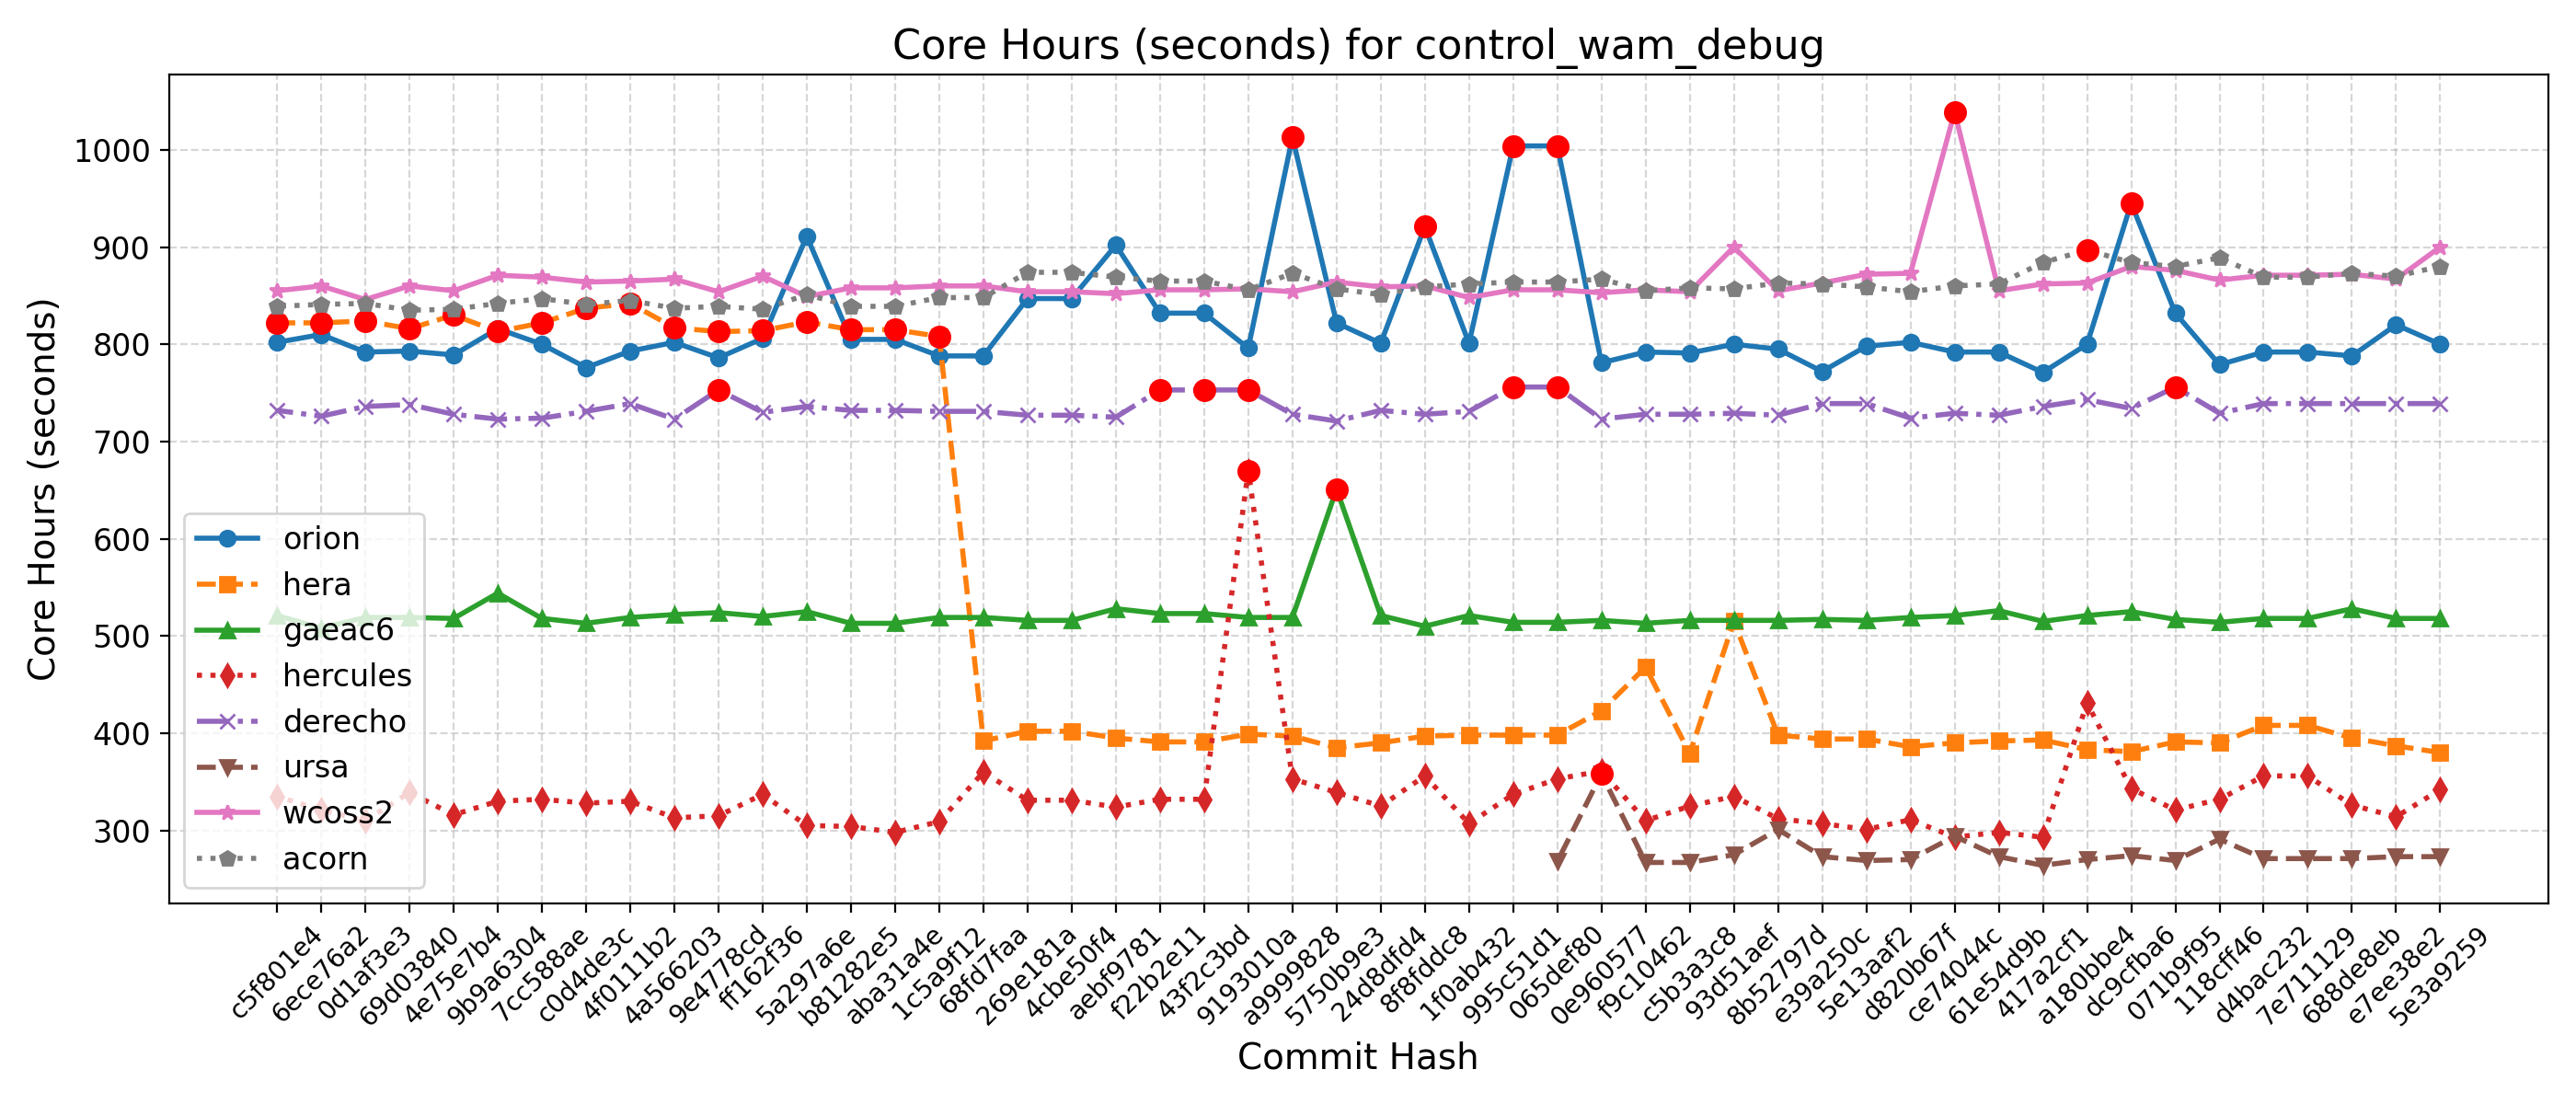 Core Hours (seconds) for control_wam_debug
Core Hours (seconds)
1000
900
800
700
600
500
400
300
orion
hera
gaeac6
hercules
derecho
ursa
wcoss2
acorn
c5f801e4
6ece76a2
0d1af3e3
69d03840
4e75e7b4
9b9a6304
7cc588ae
c0d4de3c
4f0111b2
4a566203
9e4778cd
ff162f36
5a297a6e
b81282e5
aba31a4e
1c5a9f12
68fd7faa
269e181a
4cbe50f4
aebf9781
f22b2e11
43f2c3bd
9193010a
a9999828
5750b9e3
24d8dfd4
8f8fddc8
1f0ab432
995c51d1
065def80
0e960577
f9c10462
c5b3a3c8
93d51aef
8b52797d
e39a250c
5e13aaf2
d820b67f
ce74044c
61e54d9b
417a2cf1
a180bbe4
dc9cfba6
071b9f95
118cff46
d4bac232
7e711129
688de8eb
e7ee38e2
5e3a9259
Commit Hash